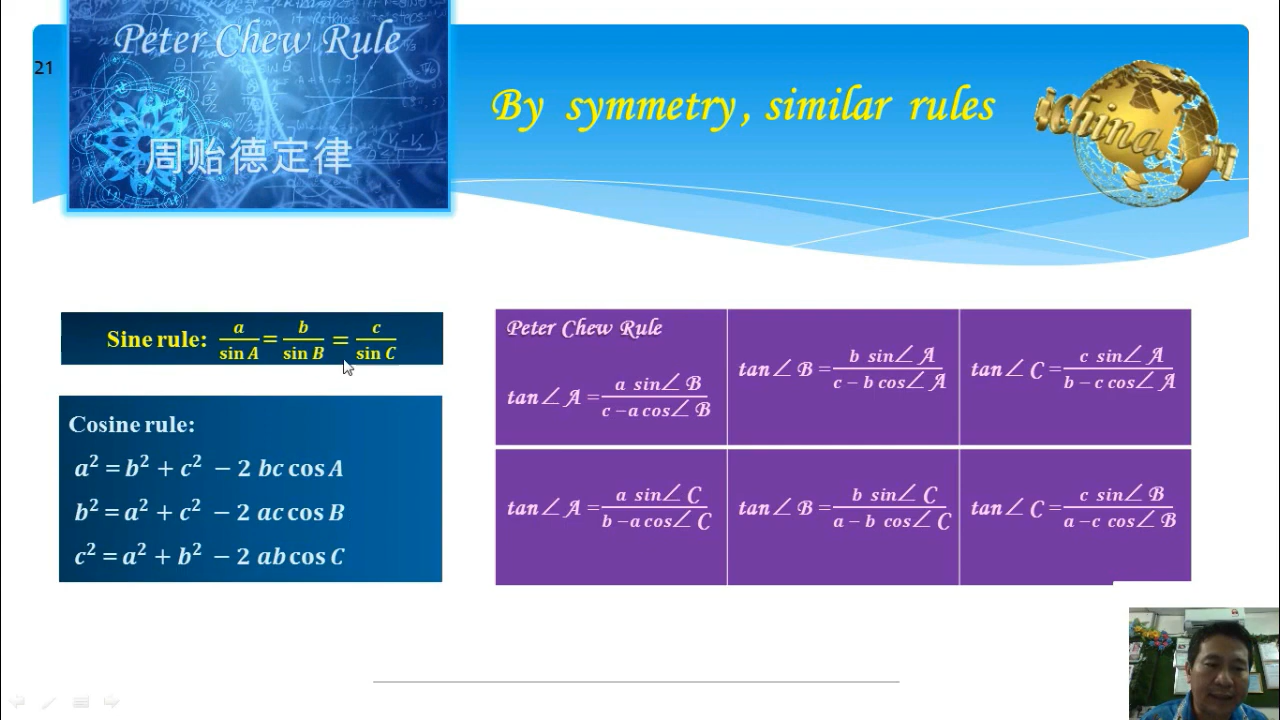 Peter Chew Rule
21
周贻德定律
By symmetry, similar rules
iChina
Sine rule: a/sin A = b/sin B = c/sin C
Cosine rule:
a² = b² + c² − 2 bc cos A
b² = a² + c² − 2 ac cos B
c² = a² + b² − 2 ab cos C
Peter Chew Rule
tan∠A = a sin∠B / c − a cos∠B
tan∠B = b sin∠A / c − b cos∠A
tan∠C = c sin∠A / b − c cos∠A
tan∠A = a sin∠C / b − a cos∠C
tan∠B = b sin∠C / a − b cos∠C
tan∠C = c sin∠B / a − c cos∠B